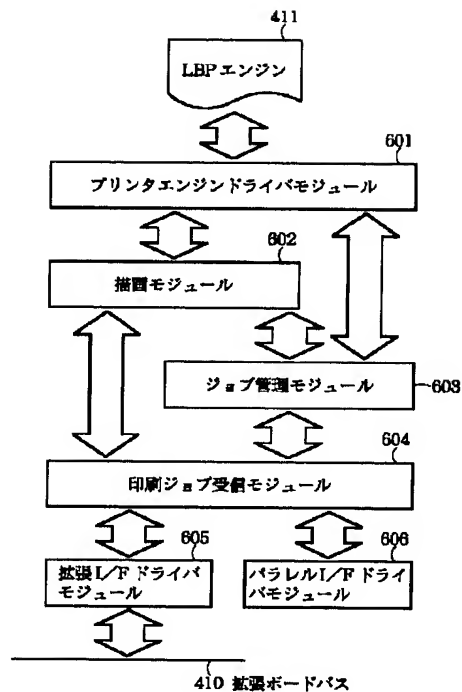 411
LBPエンジン
601
プリンタエンジンドライバモジュール
602
描画モジュール
ジョブ管理モジュール
603
604
印刷ジョブ受信モジュール
605
拡張I/Fドライバ
モジュール
606
パラレルI/Fドライ
バモジュール
410 拡張ボードバス